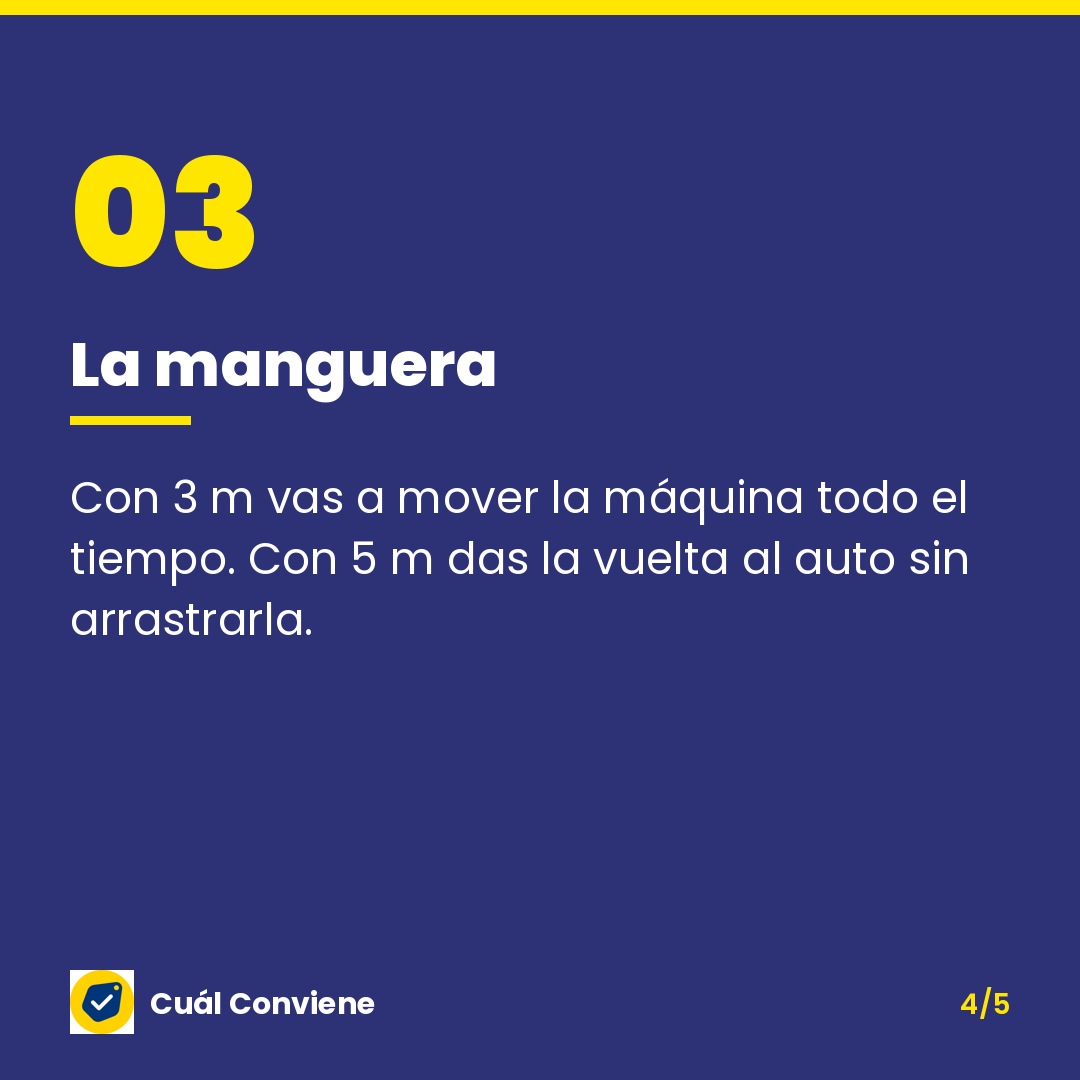 03
La manguera
Con 3 m vas a mover la máquina todo el
tiempo. Con 5 m das la vuelta al auto sin
arrastrarla.
Cuál Conviene
4/5